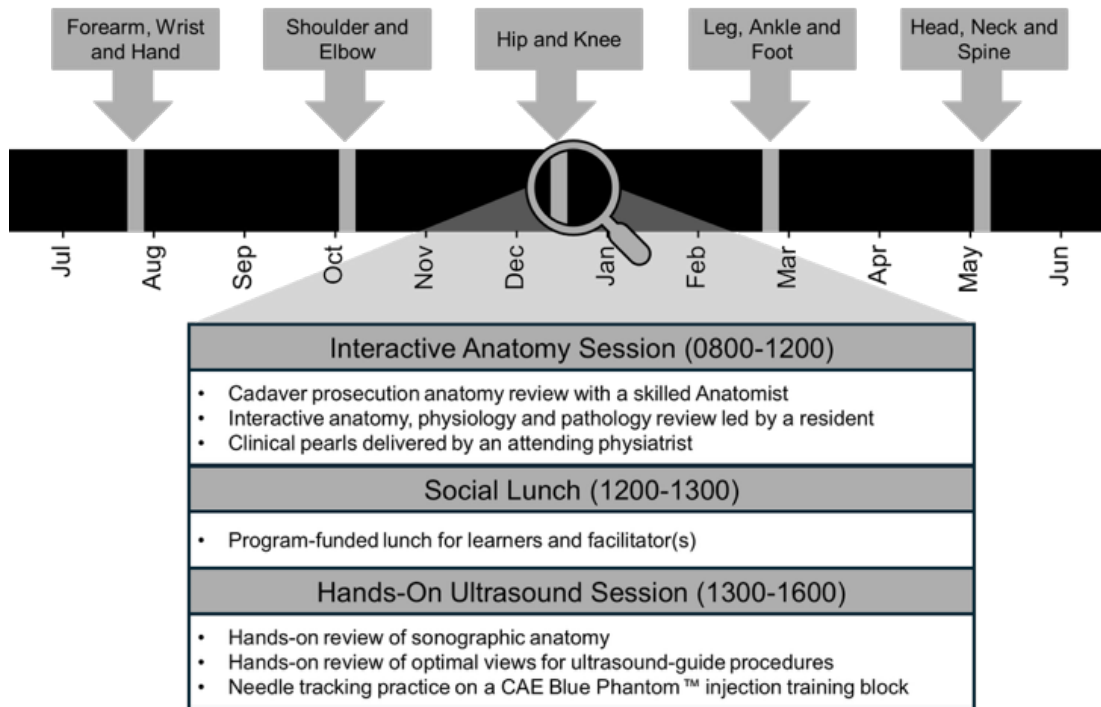 Forearm, Wrist
and Hand
Shoulder and
Elbow
Hip and Knee
Leg, Ankle and
Foot
Head, Neck and
Spine
Jul
Aug
Sep
Oct
Nov
Dec
Jan
Feb
Mar
Apr
May
Jun
Interactive Anatomy Session (0800-1200)
• Cadaver prosecution anatomy review with a skilled Anatomist
• Interactive anatomy, physiology and pathology review led by a resident
• Clinical pearls delivered by an attending physiatrist
Social Lunch (1200-1300)
• Program-funded lunch for learners and facilitator(s)
Hands-On Ultrasound Session (1300-1600)
• Hands-on review of sonographic anatomy
• Hands-on review of optimal views for ultrasound-guide procedures
• Needle tracking practice on a CAE Blue Phantom™ injection training block